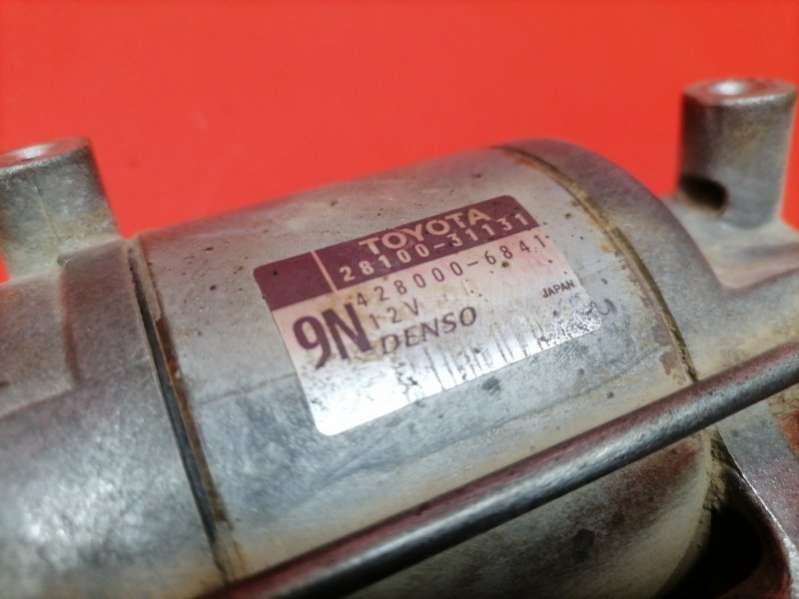 TOYOTA
28100-31131
428000-6841
9N 12V JAPAN
DENSO